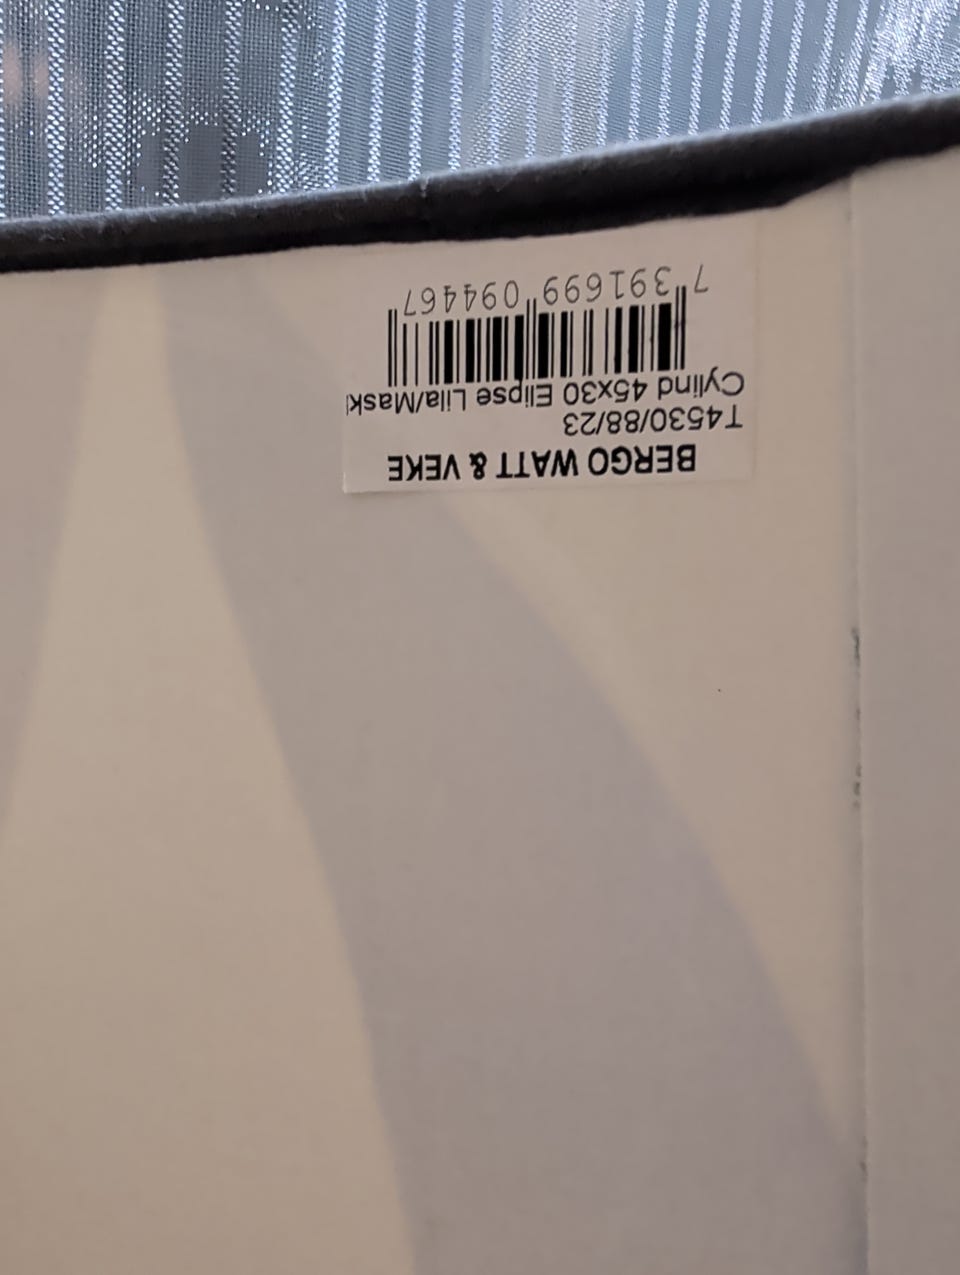 BERGO WATT & VEKE
T4530/88/23
Cylind 45x30 Elipse Lila/Mask
7 391699 094467